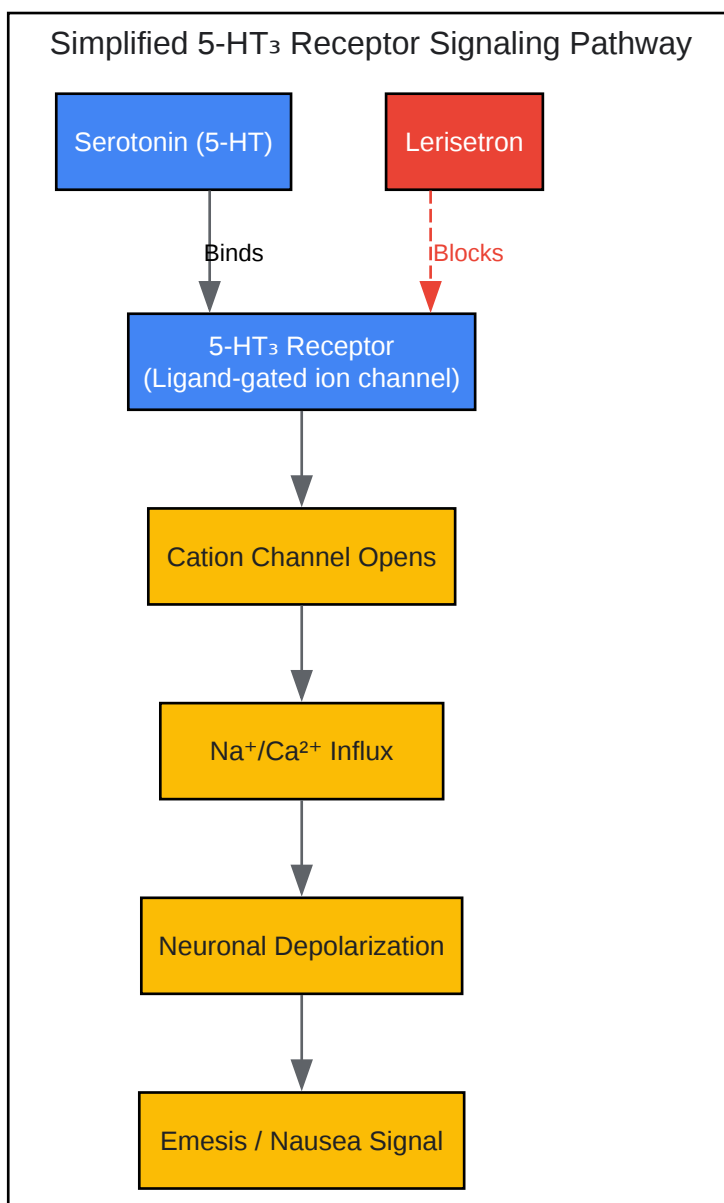 Simplified 5-HT₃ Receptor Signaling Pathway
Serotonin (5-HT)
Lerisetron
Binds
Blocks
5-HT₃ Receptor
(Ligand-gated ion channel)
Cation Channel Opens
Na⁺/Ca²⁺ Influx
Neuronal Depolarization
Emesis / Nausea Signal